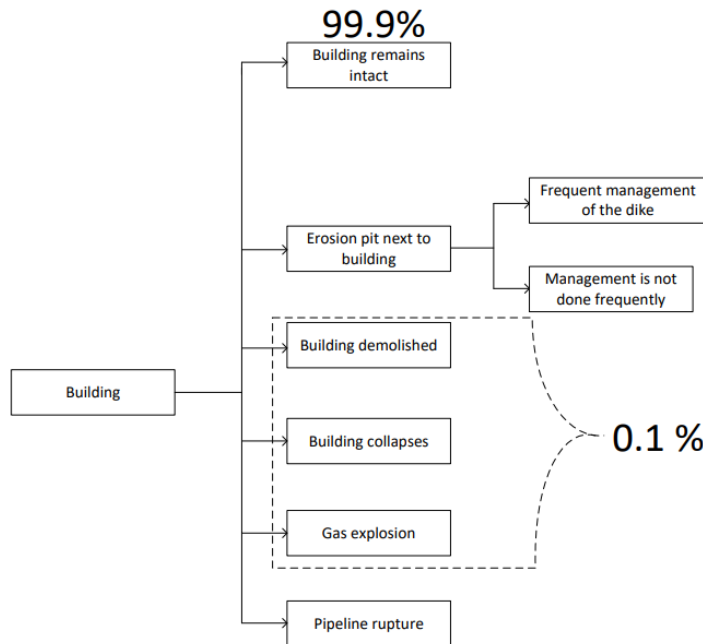 99.9%
Building remains
intact
Frequent management
of the dike
Erosion pit next to
building
Management is not
done frequently
Building demolished
Building
Building collapses
0.1 %
Gas explosion
Pipeline rupture